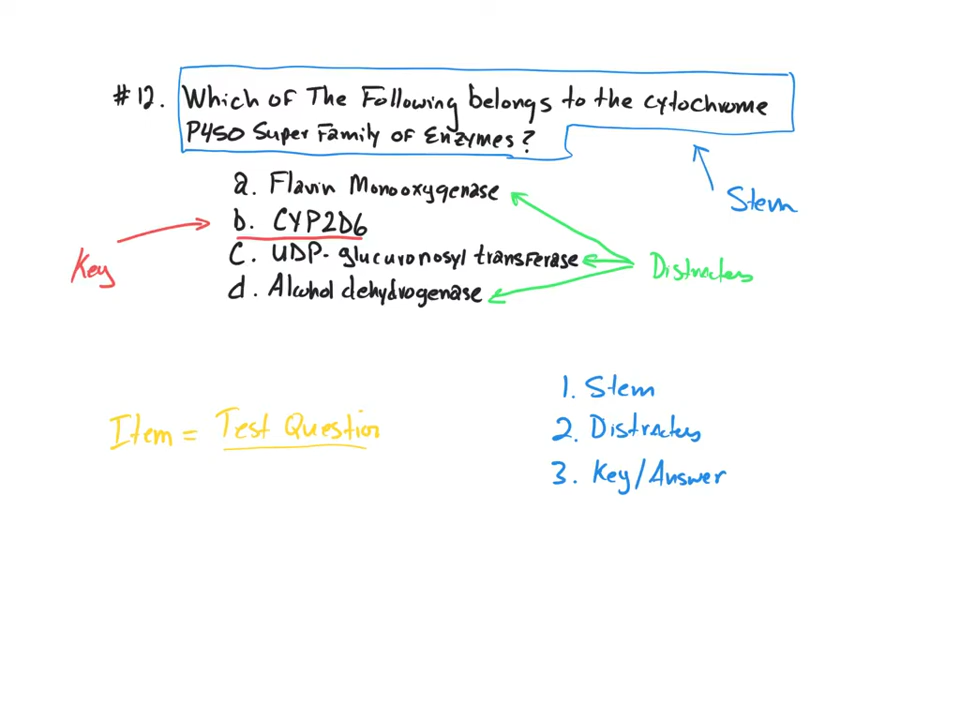 #12. Which of The Following belongs to the cytochrome
P450 Super Family of Enzymes?
a. Flavin Monooxygenase
Stem
b. CYP2D6
Key
c. UDP-glucuronosyl transferase
Distracters
d. Alcohol dehydrogenase
Item = Test Question
1. Stem
2. Distracters
3. Key/Answer